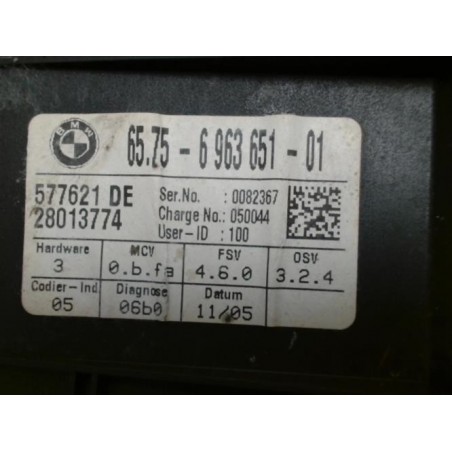 BMW
65.75 - 6 963 651 - 01
577621 DE
28013774
Ser.No. : 0082367
Charge No.: 050044
User-ID : 100
Hardware MCV FSV OSV
3 0.b.fa 4.6.0 3.2.4
Codier-Ind Diagnose Datum
05 06b0 11/05